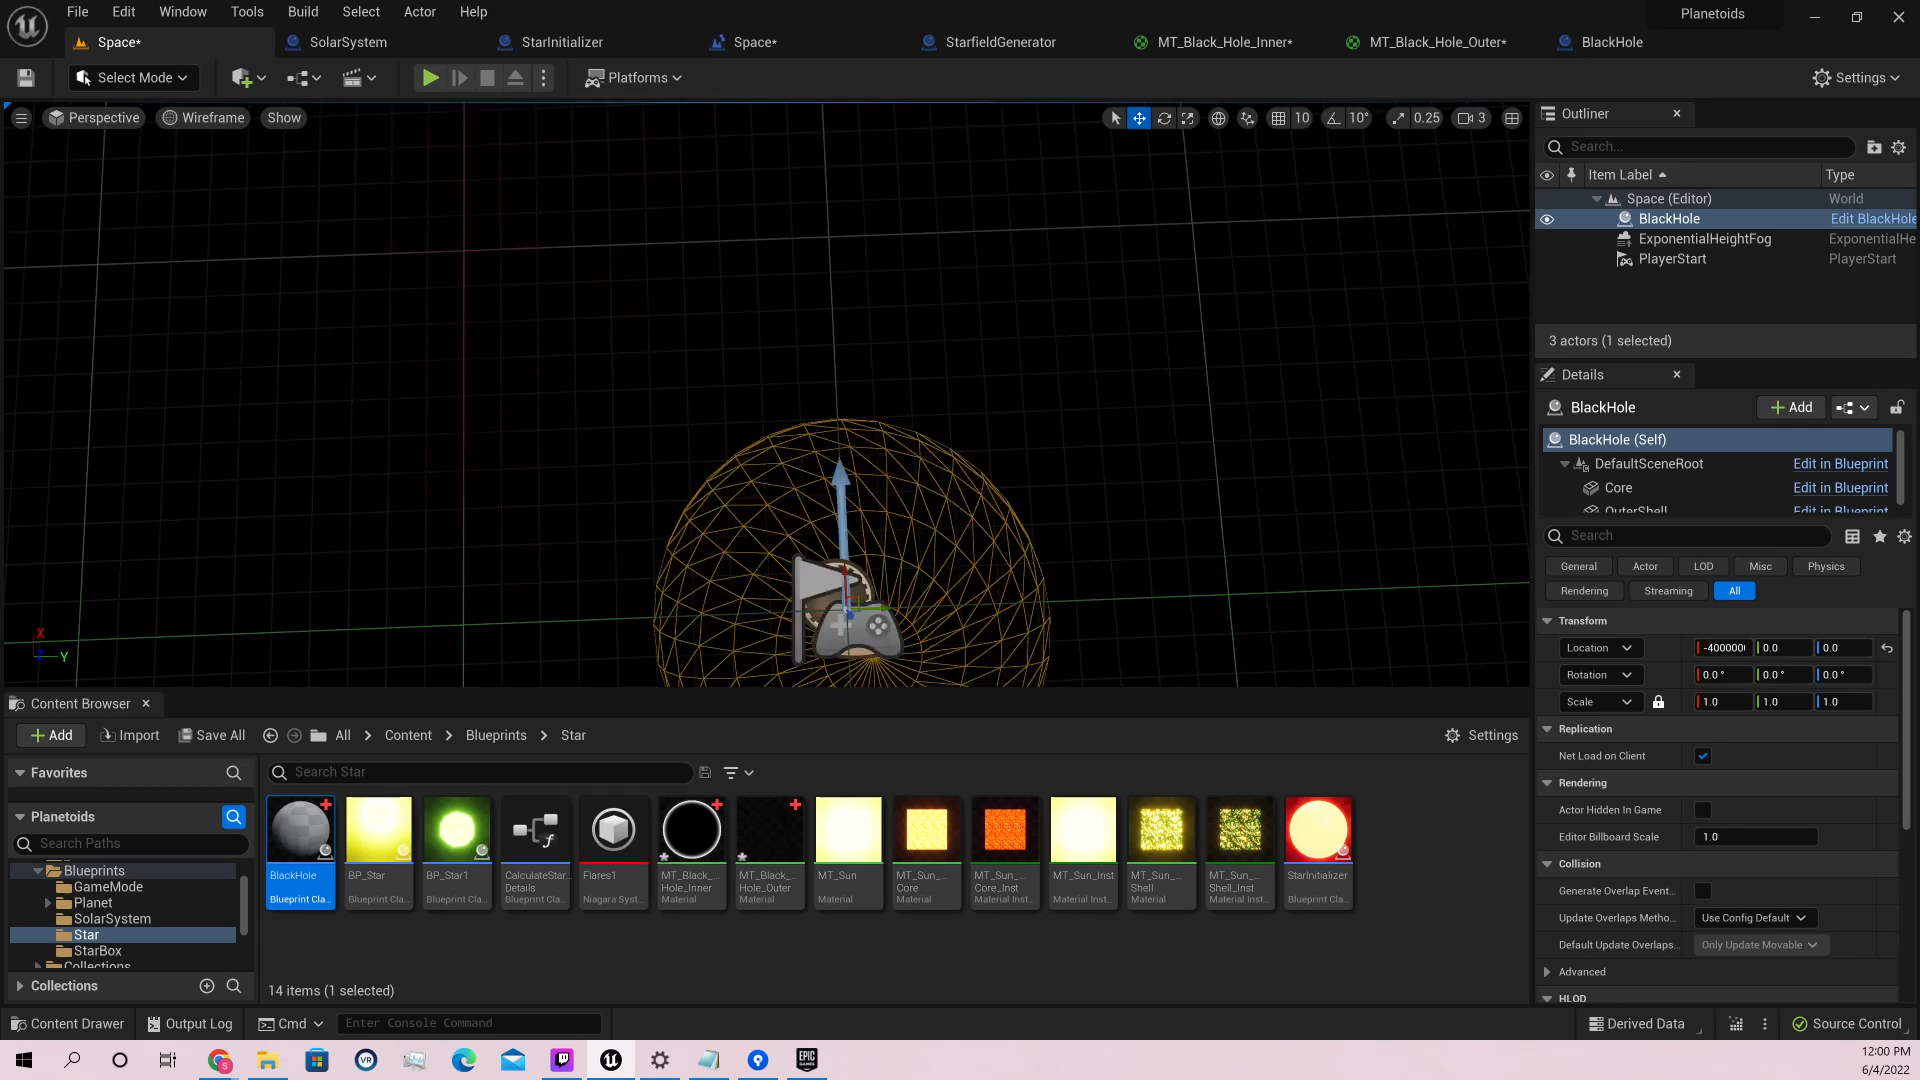 File Edit Window Tools Build Select Actor Help
Planetoids
Space*
SolarSystem
StarInitializer
Space*
StarfieldGenerator
MT_Black_Hole_Inner*
MT_Black_Hole_Outer*
BlackHole
Select Mode
Platforms
Settings
Perspective
Wireframe
Show
10
10°
0.25
3
X
Y
Outliner
Search...
Item Label
Type
Space (Editor)
World
BlackHole
Edit BlackHole
ExponentialHeightFog
ExponentialHe
PlayerStart
PlayerStart
3 actors (1 selected)
Details
BlackHole
Add
BlackHole (Self)
DefaultSceneRoot
Edit in Blueprint
Core
Edit in Blueprint
OuterShell
Edit in Blueprint
Search
General
Actor
LOD
Misc
Physics
Rendering
Streaming
All
Transform
Location
-4000000
0.0
0.0
Rotation
0.0°
0.0°
0.0°
Scale
1.0
1.0
1.0
Replication
Net Load on Client
Rendering
Actor Hidden In Game
Editor Billboard Scale
1.0
Collision
Generate Overlap Event...
Update Overlaps Metho...
Use Config Default
Default Update Overlaps...
Only Update Movable
Advanced
HLOD
Content Browser
Add
Import
Save All
All
Content
Blueprints
Star
Settings
Favorites
Planetoids
Search Paths
Blueprints
GameMode
Planet
SolarSystem
Star
StarBox
Collections
Collections
Search Star
BlackHole
Blueprint Cla...
BP_Star
Blueprint Cla...
BP_Star1
Blueprint Cla...
CalculateStar
Details
Blueprint Cla...
Flares1
Niagara Syst...
MT_Black_
Hole_Inner
Material
MT_Black_
Hole_Outer
Material
MT_Sun
Material
MT_Sun_
Core
Material
MT_Sun_
Core_Inst
Material Inst...
MT_Sun_Inst
Material Inst...
MT_Sun_
Shell
Material
MT_Sun_
Shell_Inst
Material Inst...
StarInitializer
Blueprint Cla...
14 items (1 selected)
Content Drawer
Output Log
Cmd
Enter Console Command
Derived Data
Source Control
VR
EPIC
GAMES
12:00 PM
6/4/2022